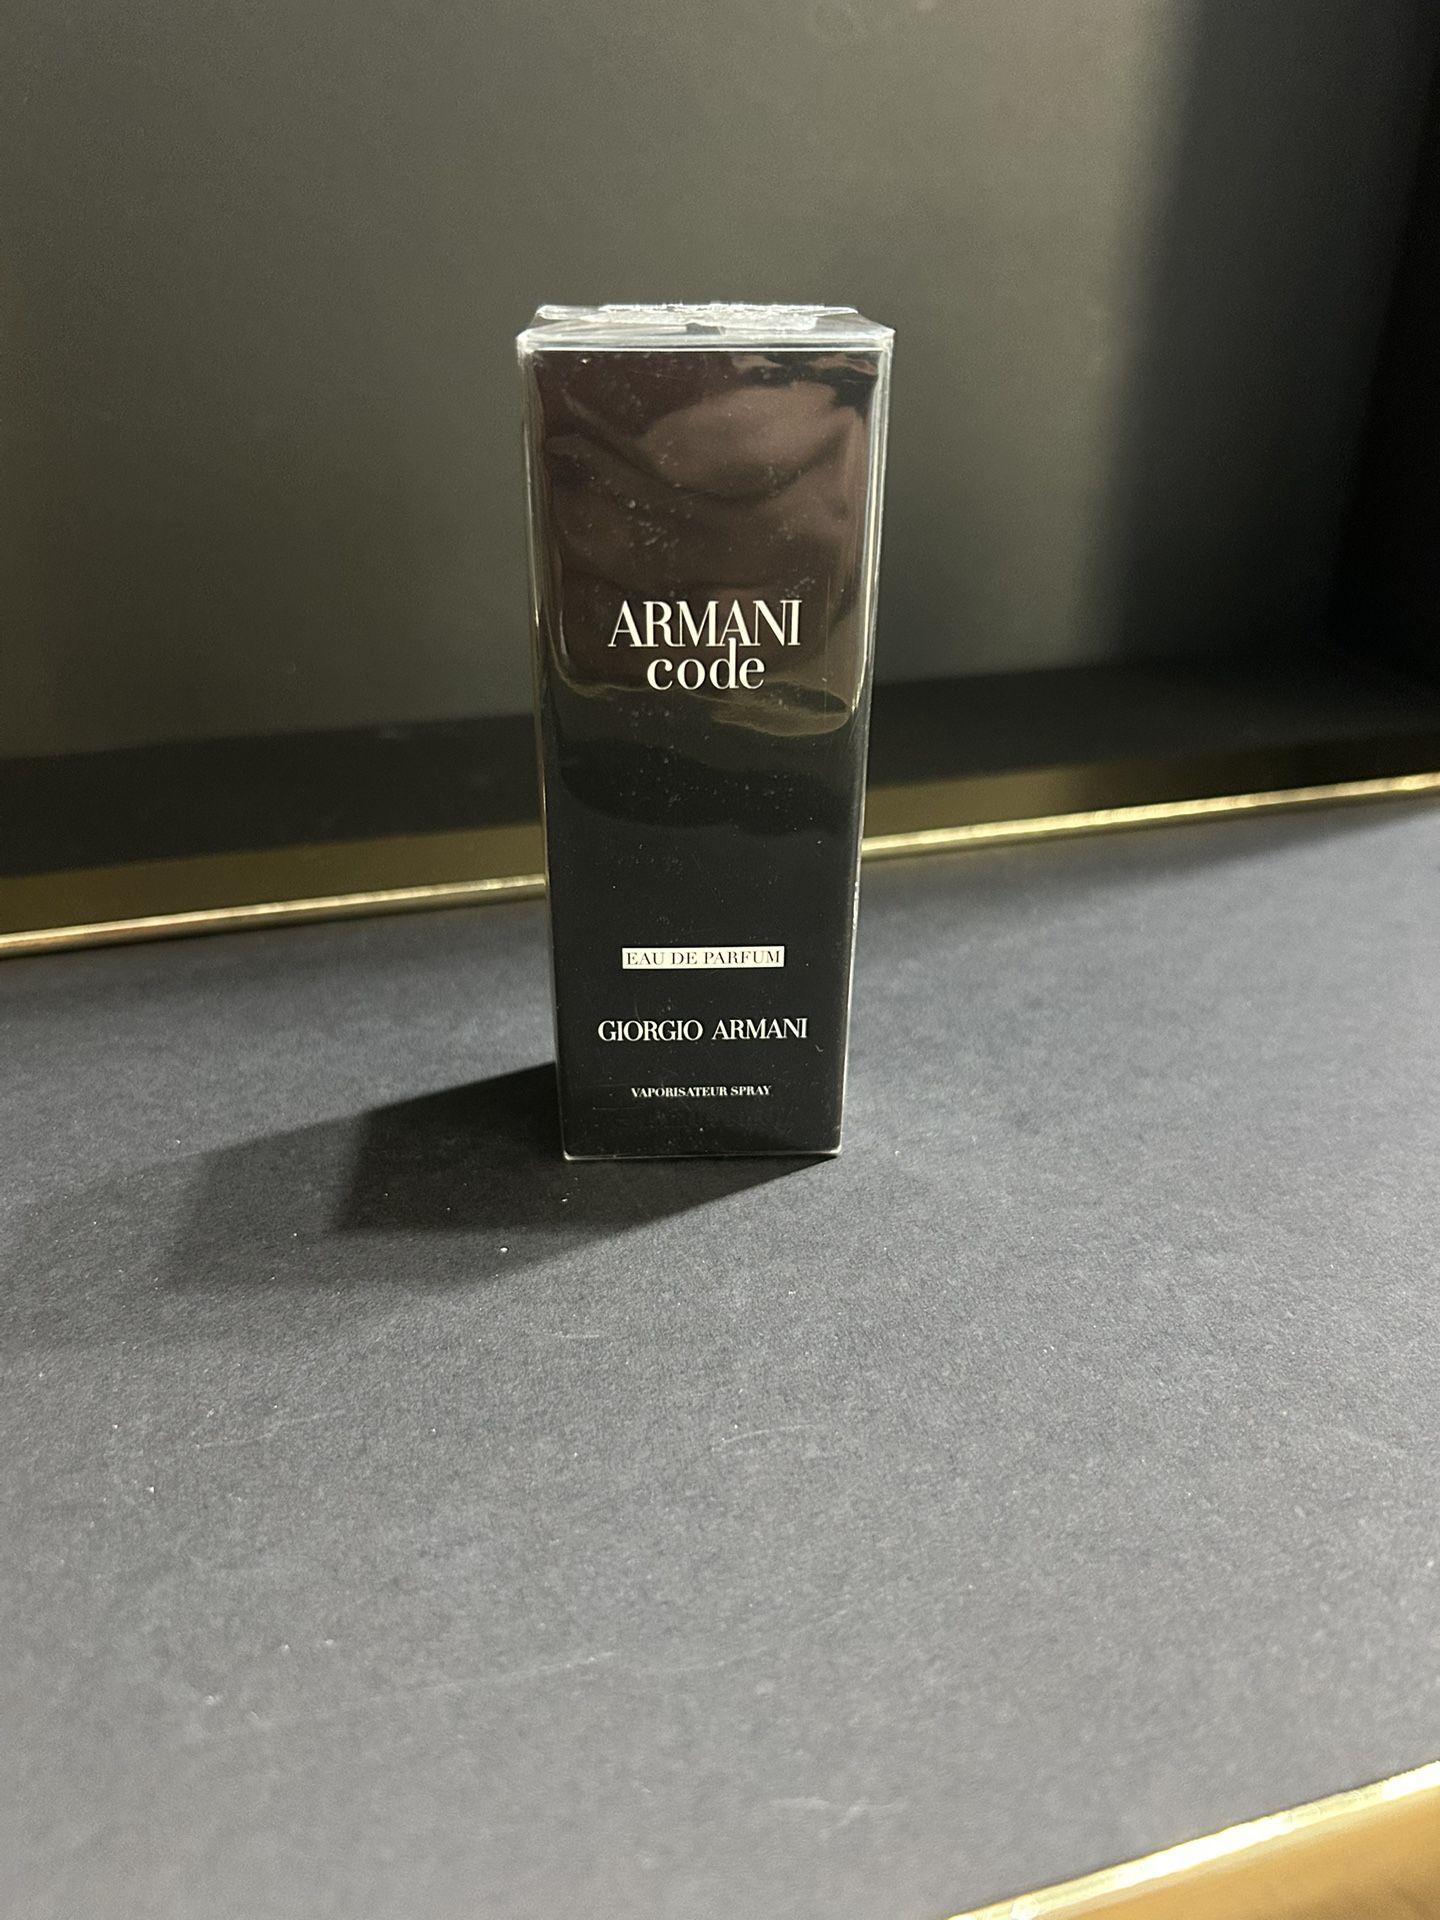 ARMANI
code
EAU DE PARFUM
GIORGIO ARMANI
VAPORISATEUR SPRAY